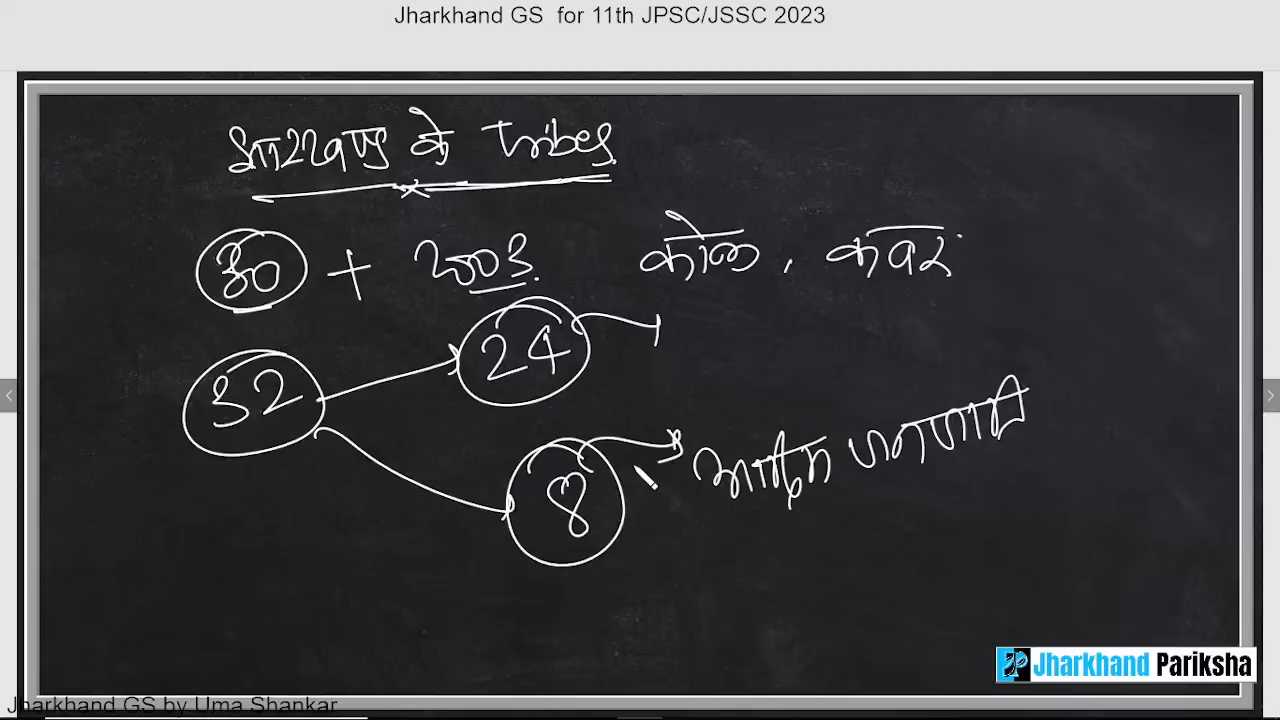 Jharkhand GS for 11th JPSC/JSSC 2023
झारखण्ड के Tribes
30 + 2003. कोल, कवर
32 24
8 आदिम जनजाति
Jharkhand Pariksha
Jharkhand GS by Uma Shankar